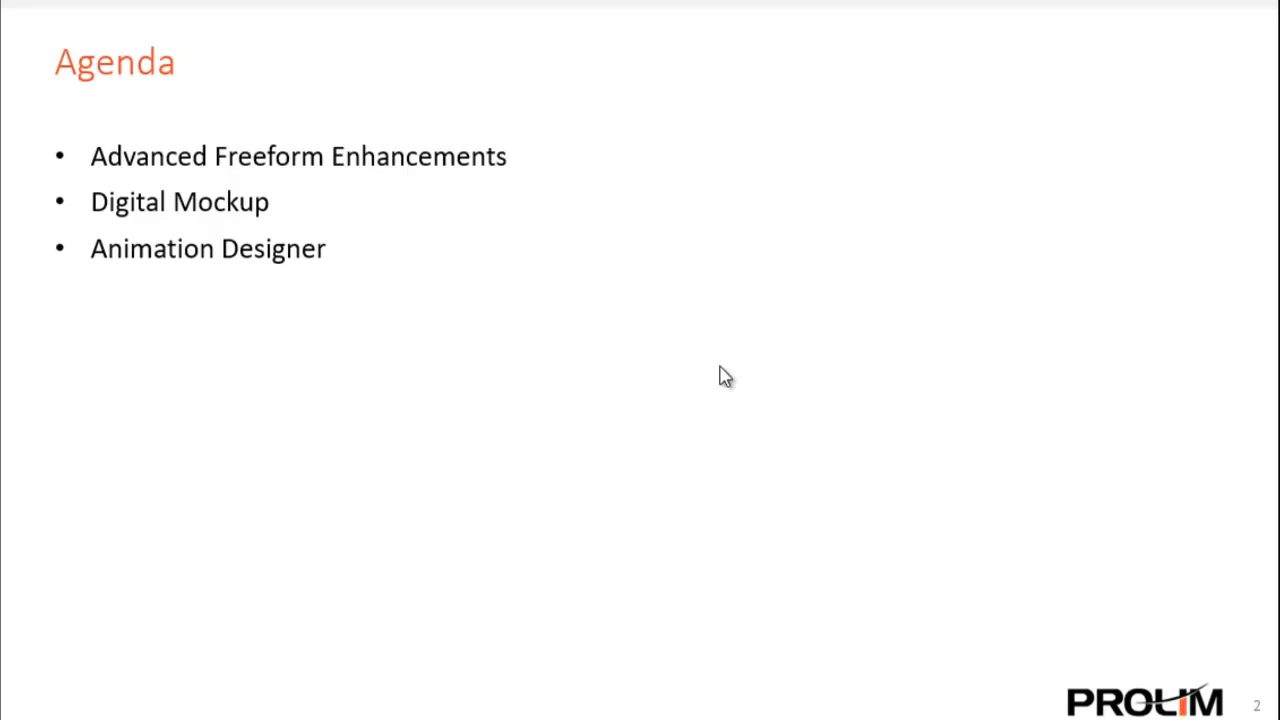 Agenda
• Advanced Freeform Enhancements
• Digital Mockup
• Animation Designer
PROLIM
2